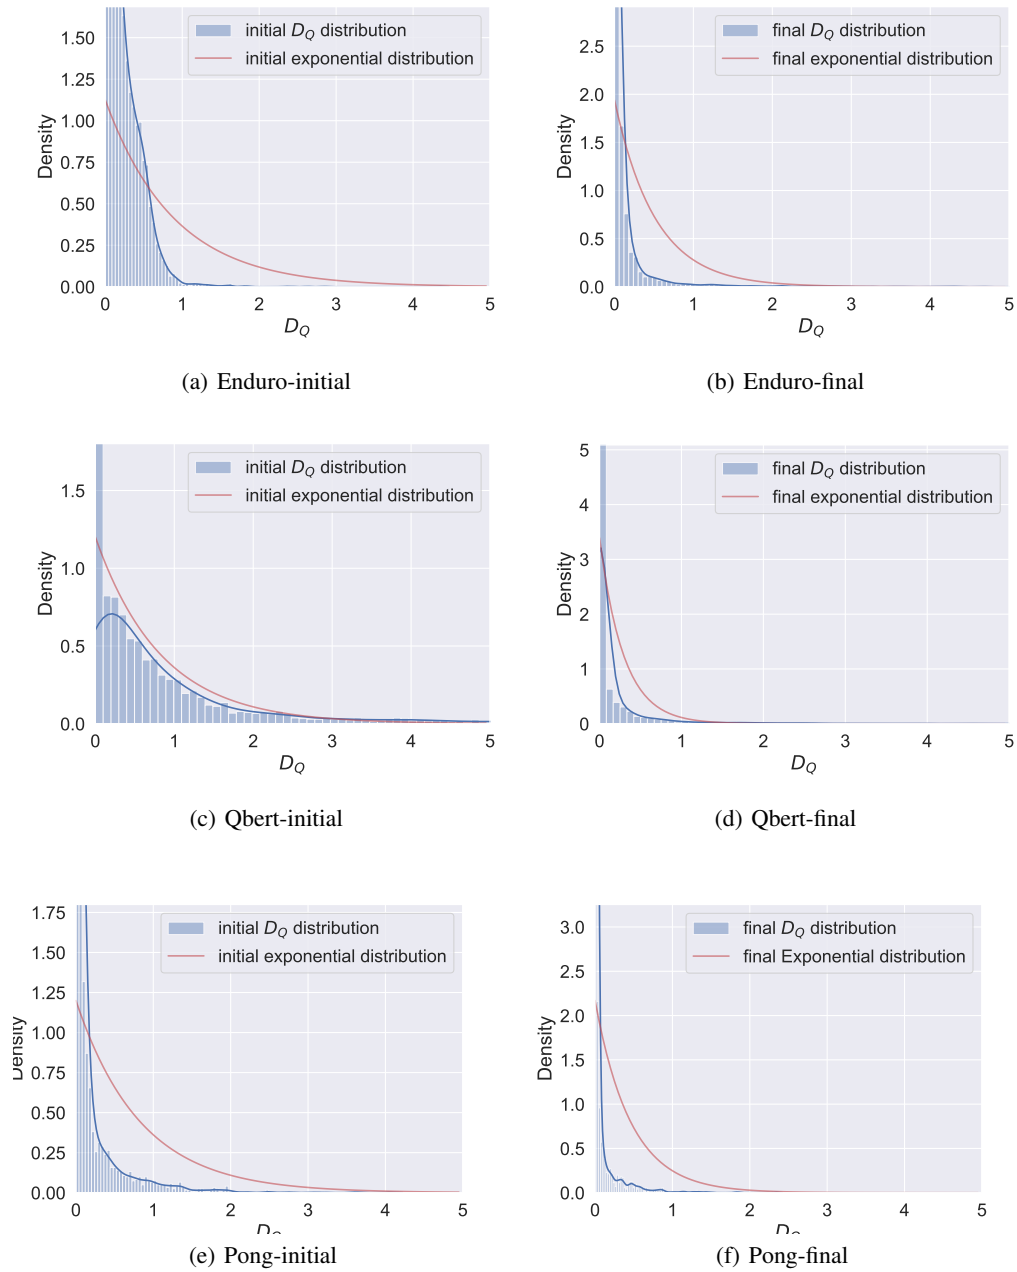 initial D_Q distribution
initial exponential distribution
1.50
1.25
1.00
0.75
0.50
0.25
0.00
Density
0 1 2 3 4 5
D_Q
(a) Enduro-initial
final D_Q distribution
final exponential distribution
2.5
2.0
1.5
1.0
0.5
0.0
Density
0 1 2 3 4 5
D_Q
(b) Enduro-final
initial D_Q distribution
initial exponential distribution
1.5
1.0
0.5
0.0
Density
0 1 2 3 4 5
D_Q
(c) Qbert-initial
final D_Q distribution
final exponential distribution
5
4
3
2
1
0
Density
0 1 2 3 4 5
D_Q
(d) Qbert-final
initial D_Q distribution
initial exponential distribution
1.75
1.50
1.25
1.00
0.75
0.50
0.25
0.00
Density
0 1 2 3 4 5
D_Q
(e) Pong-initial
final D_Q distribution
final Exponential distribution
3.0
2.5
2.0
1.5
1.0
0.5
0.0
Density
0 1 2 3 4 5
D_Q
(f) Pong-final